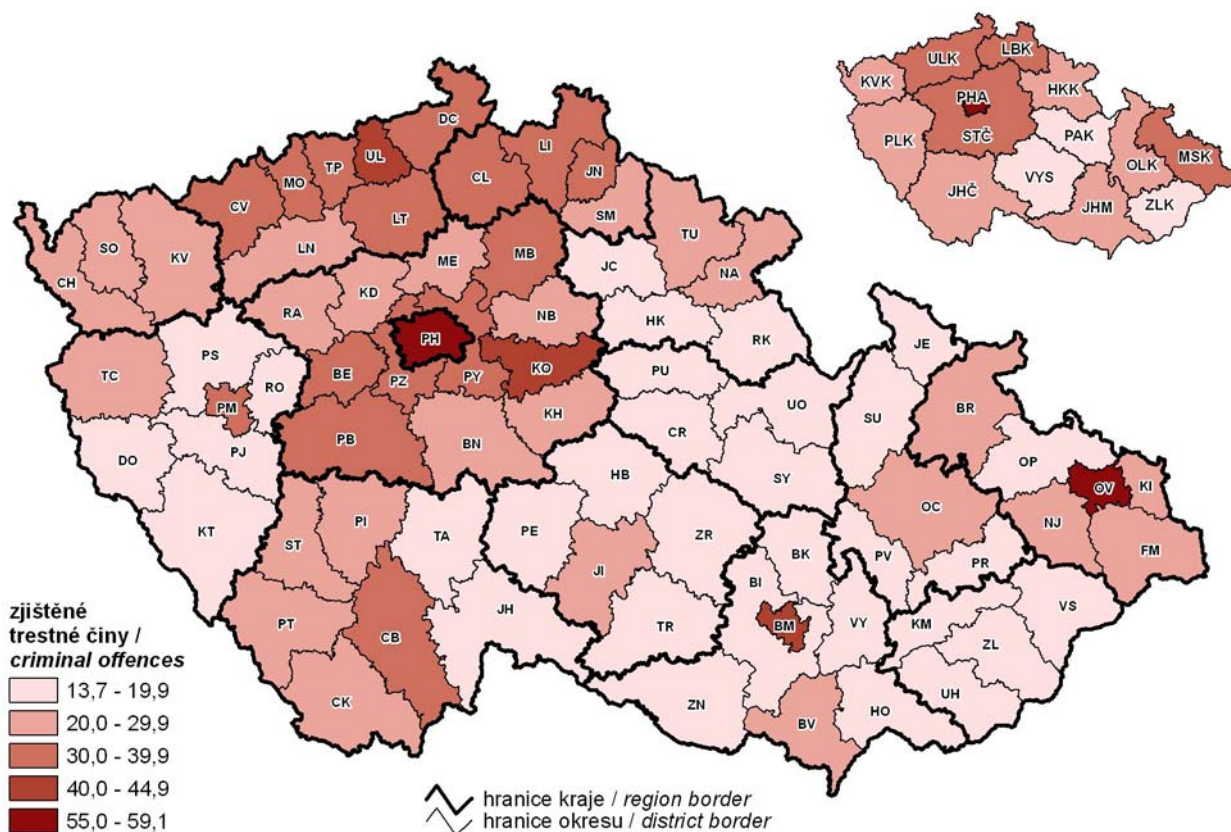 ULK
LBK
KVK
HKK
PHA
STČ
PAK
PLK
OLK
MSK
VYS
JHČ
JHM
ZLK
DC
UL
LI
TP
MO
CL
JN
CV
LT
SM
SO
KV
LN
ME
MB
TU
CH
JC
NA
KD
RA
NB
PH
HK
RK
JE
PS
TC
RO
BE
PZ
PY
KO
PU
SU
BR
PM
KH
UO
PB
BN
CR
DO
PJ
OP
OV
KI
HB
SY
KT
PI
TA
PE
ZR
OC
NJ
FM
ST
JI
BK
PV
PR
BI
JH
TR
BM
VY
KM
VS
PT
CB
ZL
CK
ZN
BV
HO
UH
zjištěné
trestné činy /
criminal offences
13,7 - 19,9
20,0 - 29,9
30,0 - 39,9
40,0 - 44,9
55,0 - 59,1
hranice kraje / region border
hranice okresu / district border